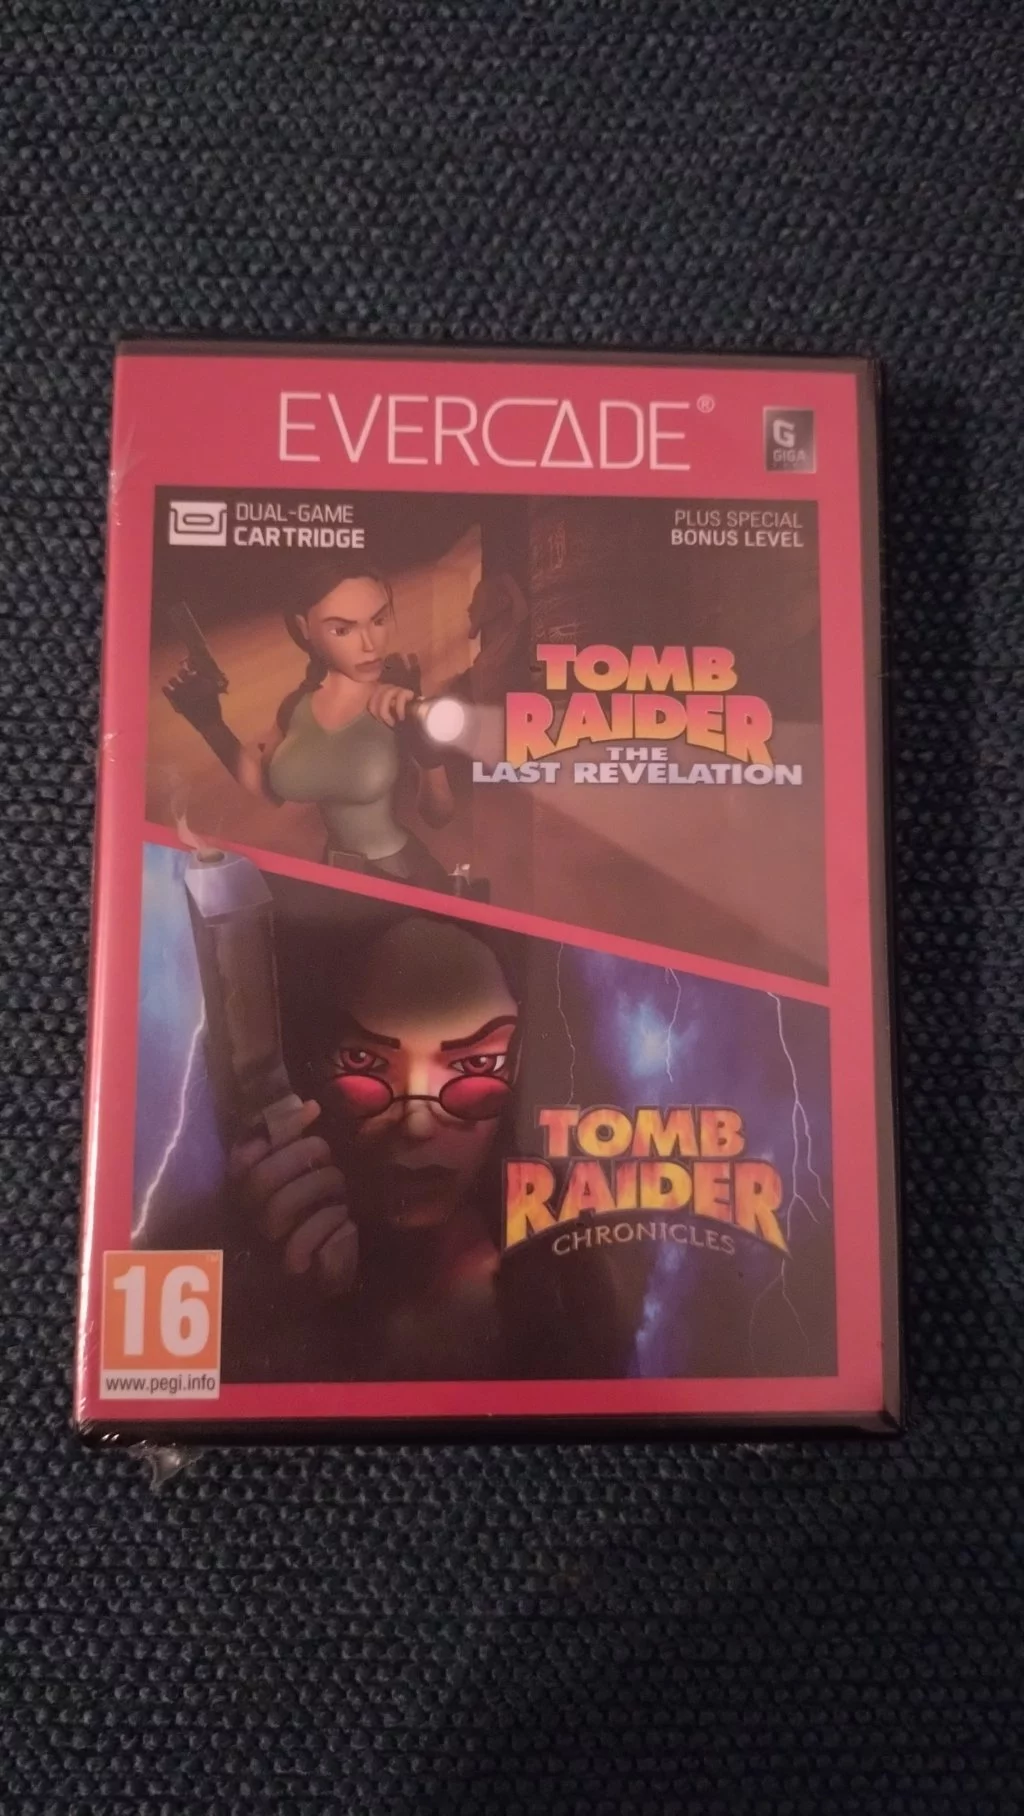 EVERCADE®
G
GIGA
DUAL-GAME
CARTRIDGE
PLUS SPECIAL
BONUS LEVEL
TOMB
RAIDER
THE
LAST REVELATION
TOMB
RAIDER
CHRONICLES
16
www.pegi.info